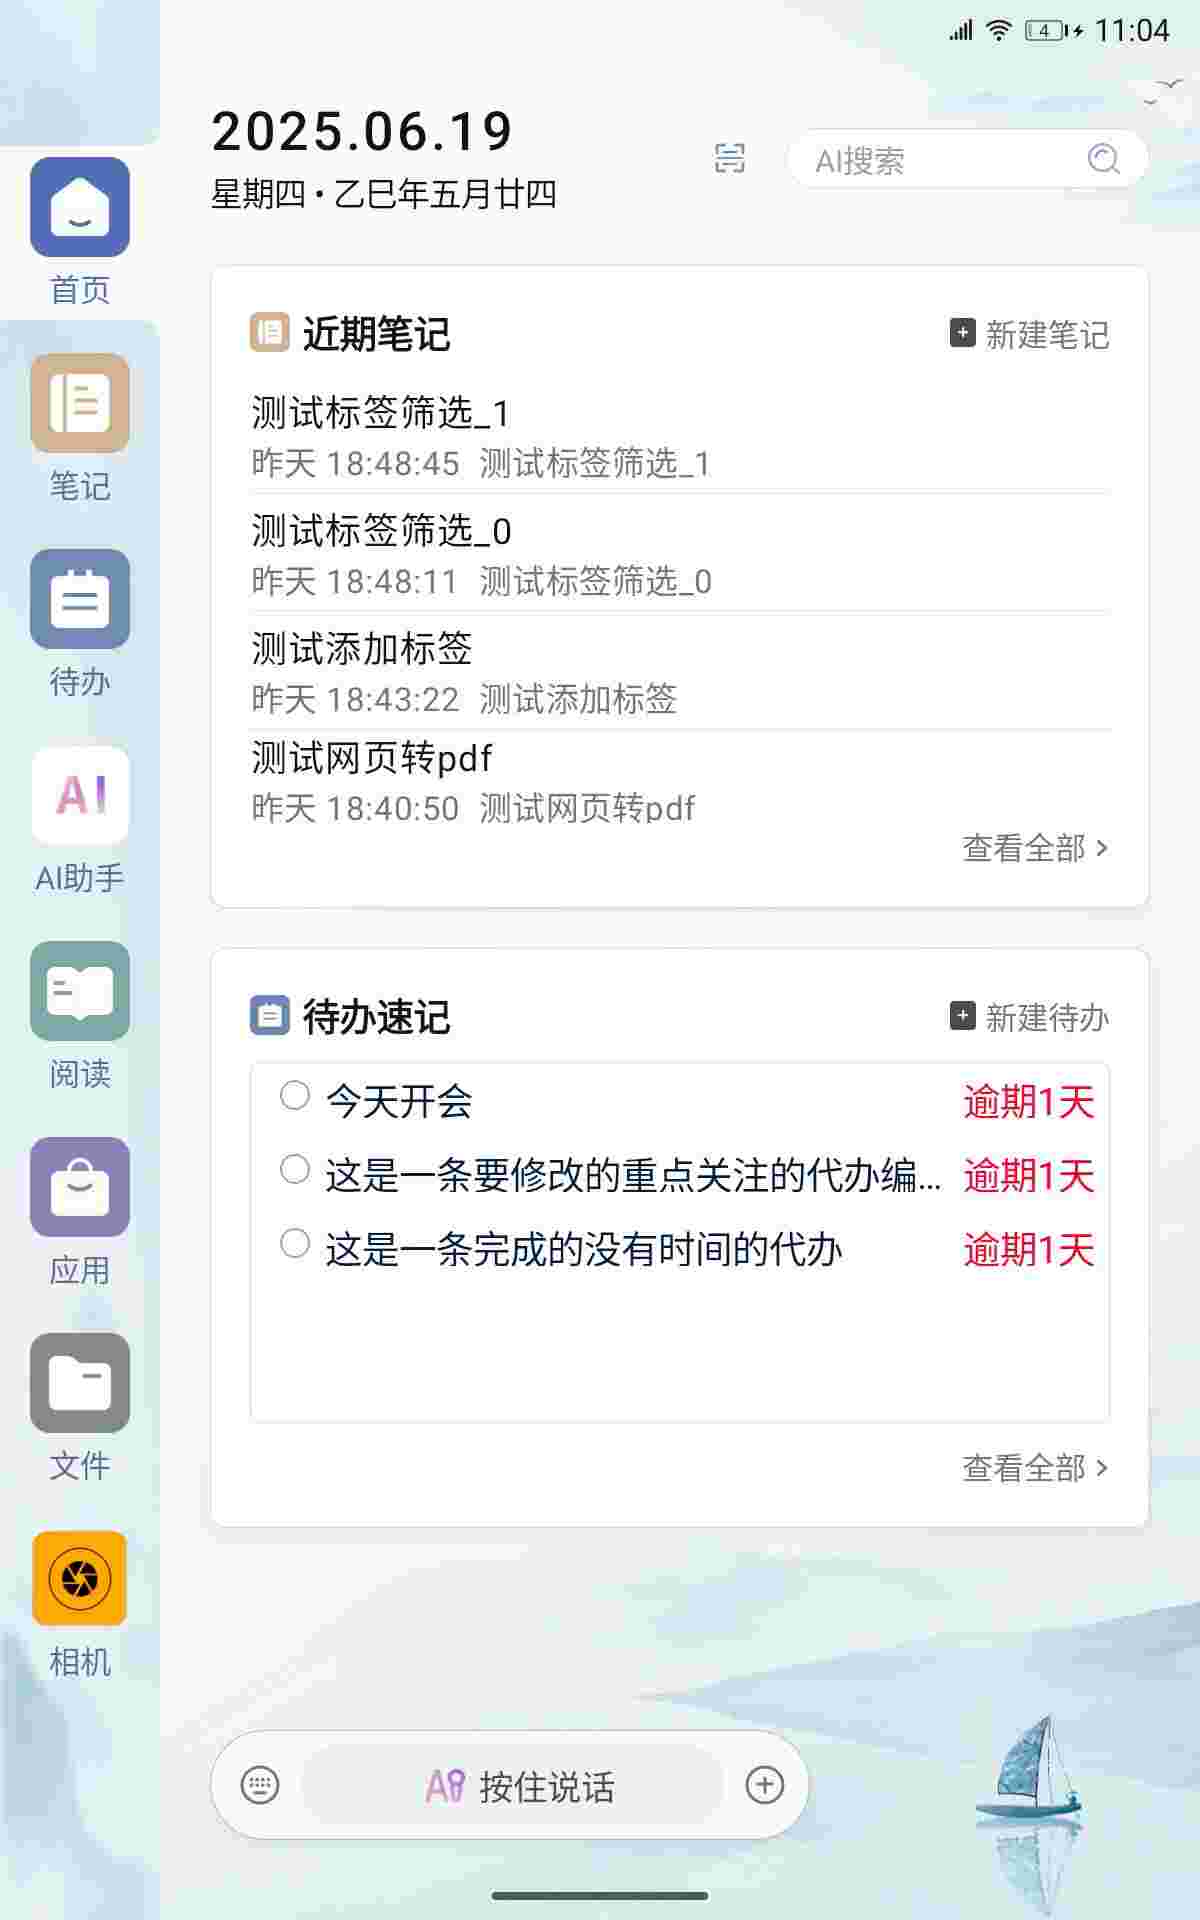 4 11:04
2025.06.19
星期四 • 乙巳年五月廿四
AI搜索
首页
笔记
待办
AI
AI助手
阅读
应用
文件
相机
近期笔记
新建笔记
测试标签筛选_1
昨天 18:48:45 测试标签筛选_1
测试标签筛选_0
昨天 18:48:11 测试标签筛选_0
测试添加标签
昨天 18:43:22 测试添加标签
测试网页转pdf
昨天 18:40:50 测试网页转pdf
查看全部 >
待办速记
新建待办
今天开会 逾期1天
这是一条要修改的重点关注的代办编... 逾期1天
这是一条完成的没有时间的代办 逾期1天
查看全部 >
AI 按住说话